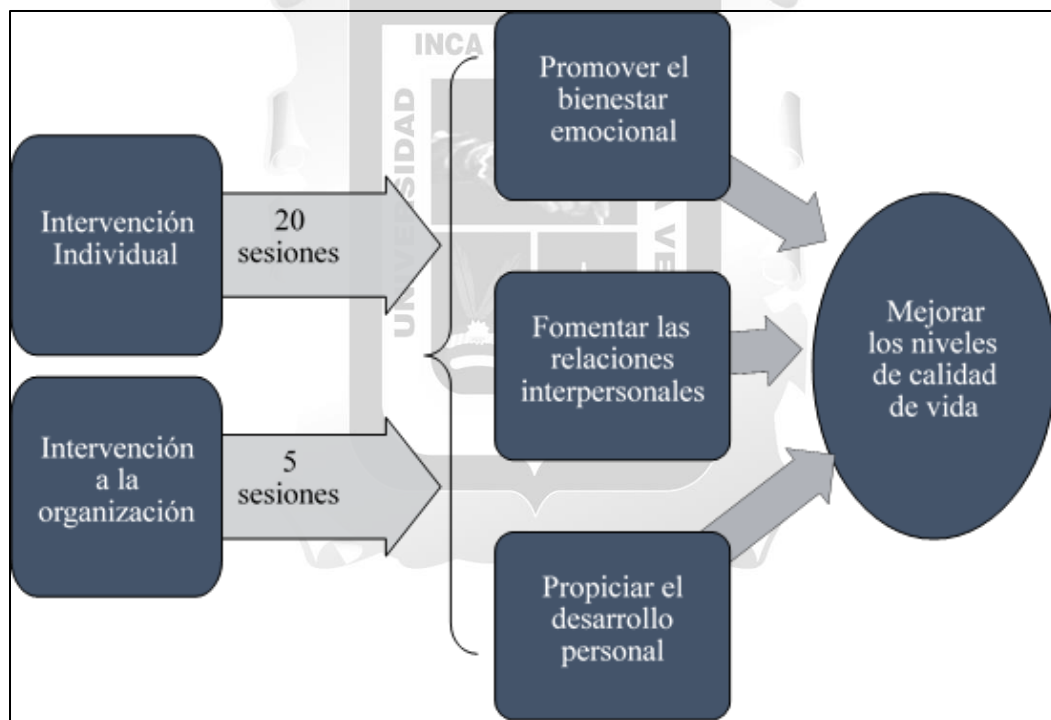 INCA
UNIVERSIDAD
VE
Intervención
Individual
20
sesiones
Intervención
a la
organización
5
sesiones
Promover el
bienestar
emocional
Fomentar las
relaciones
interpersonales
Propiciar el
desarrollo
personal
Mejorar
los niveles
de calidad
de vida